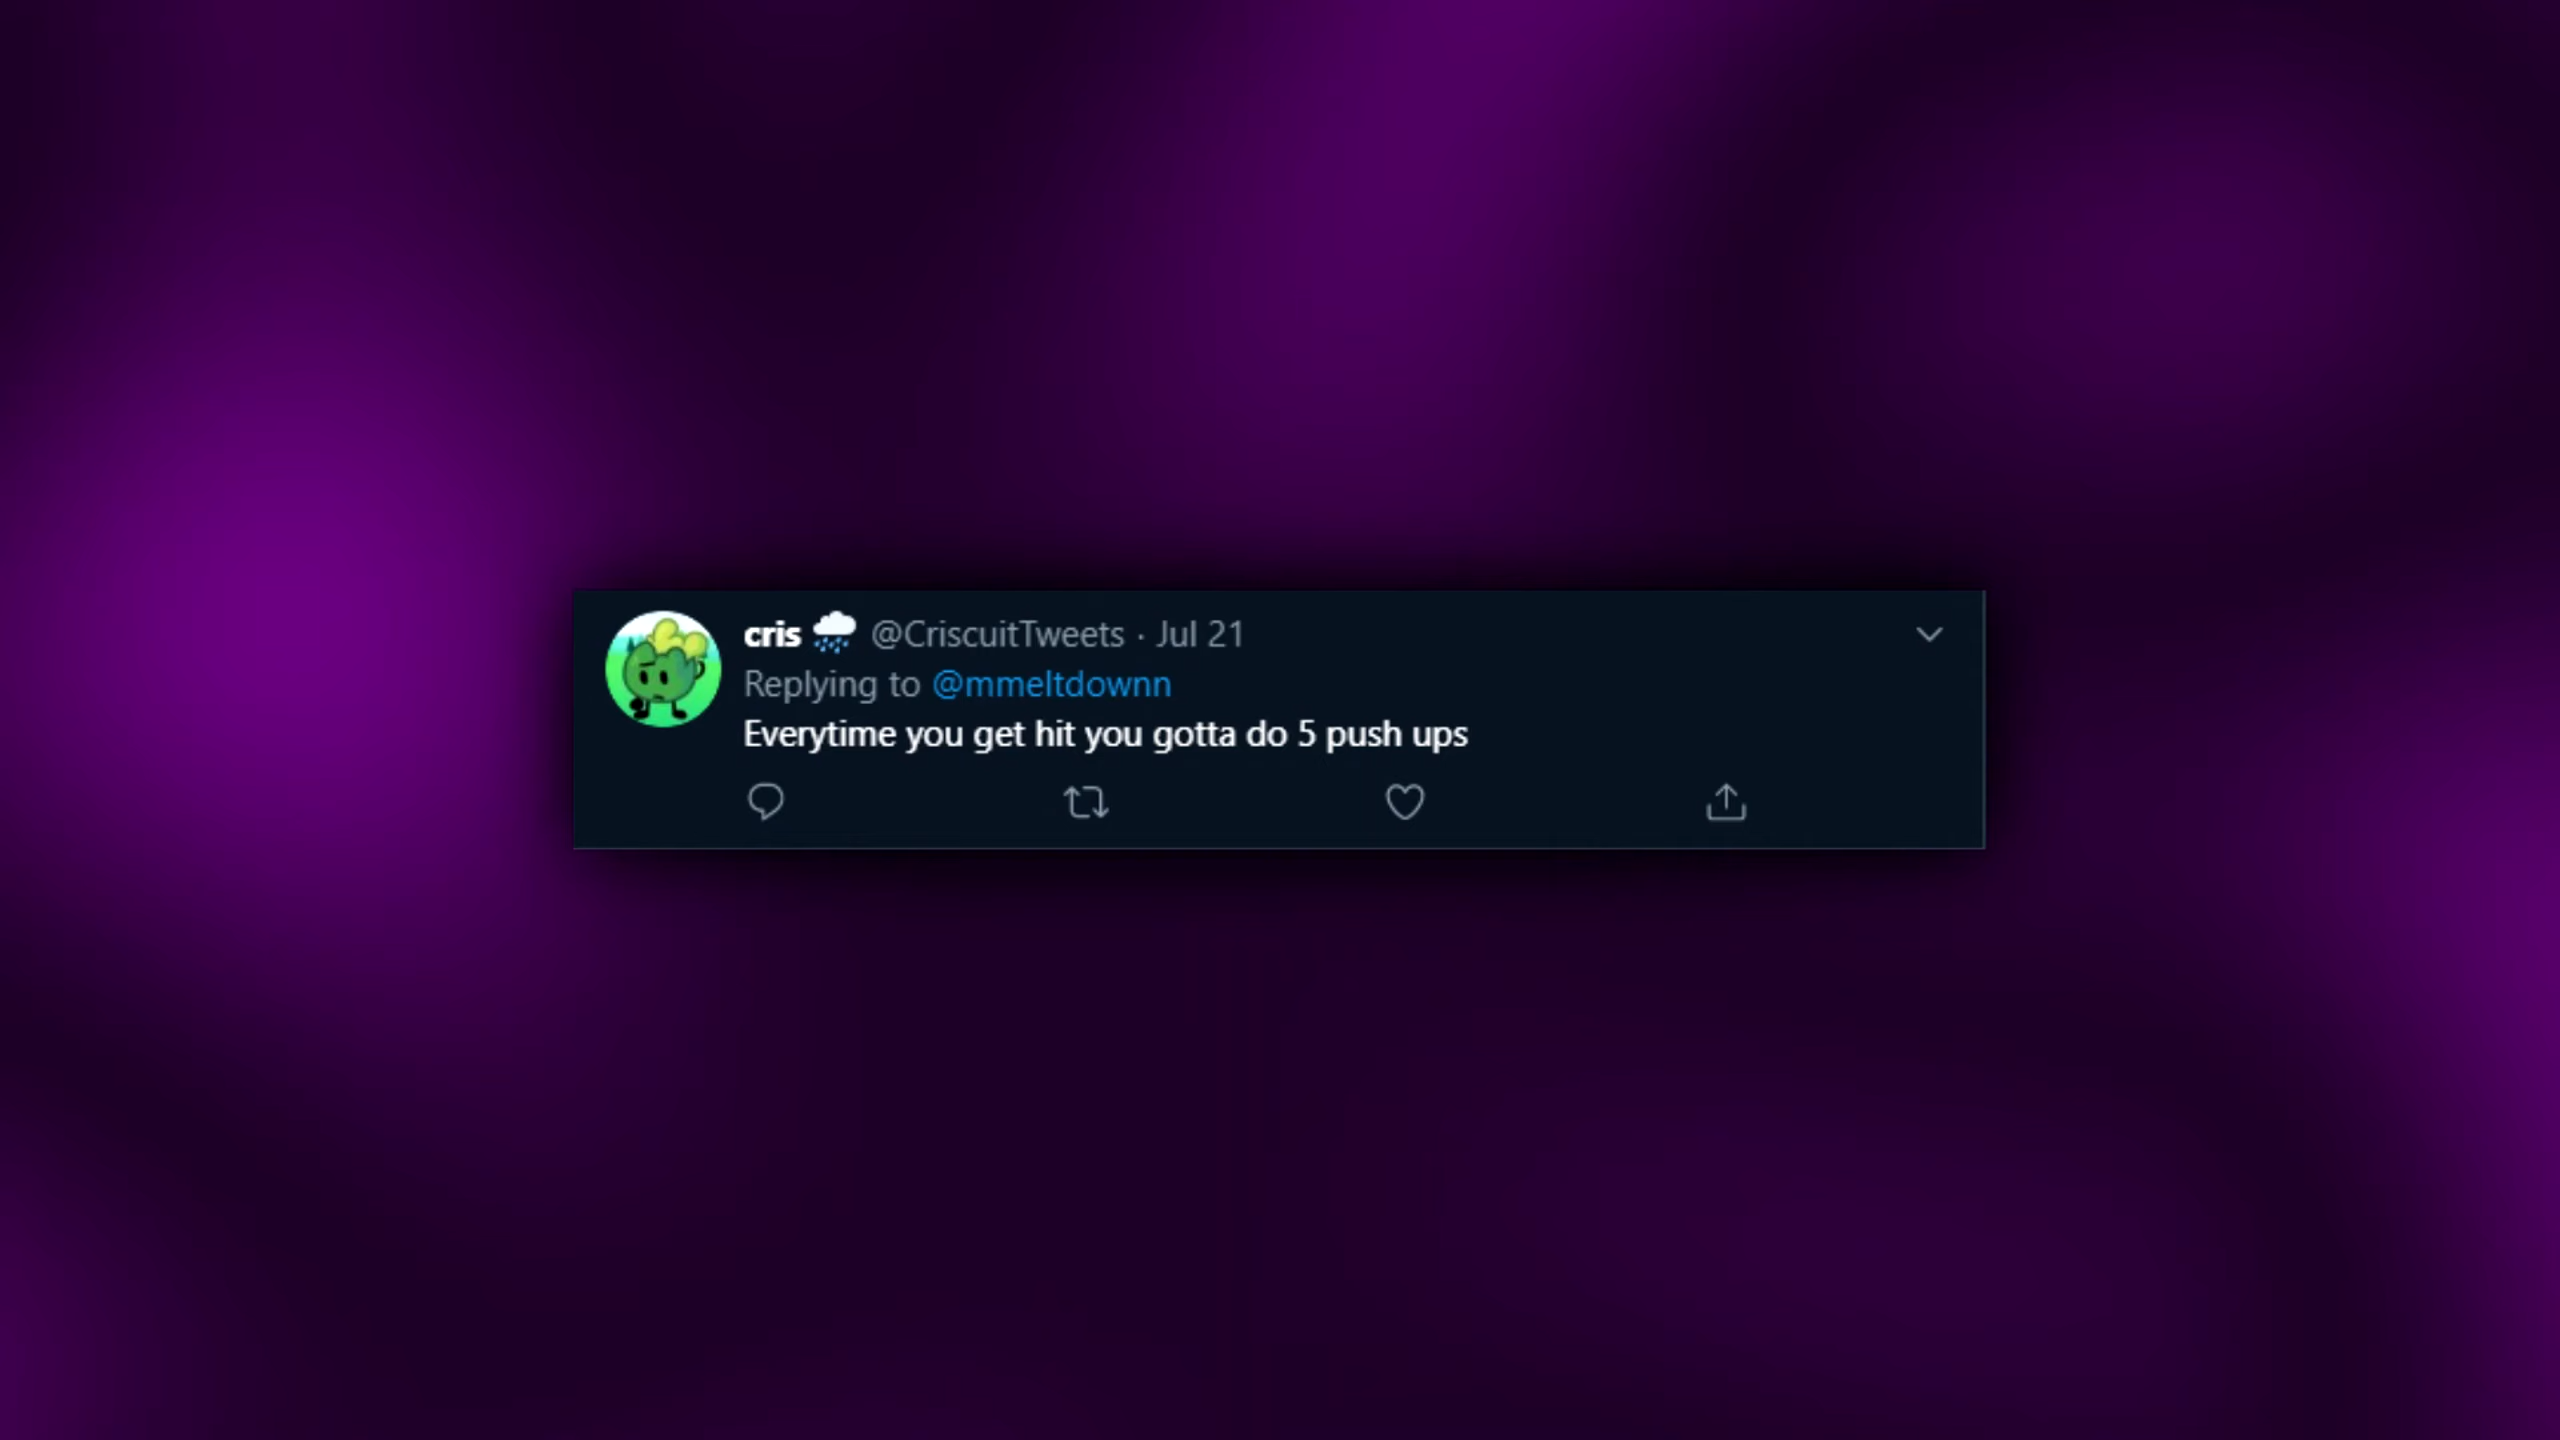 cris 🌧️ @CriscuitTweets · Jul 21
Replying to @mmeltdownn
Everytime you get hit you gotta do 5 push ups